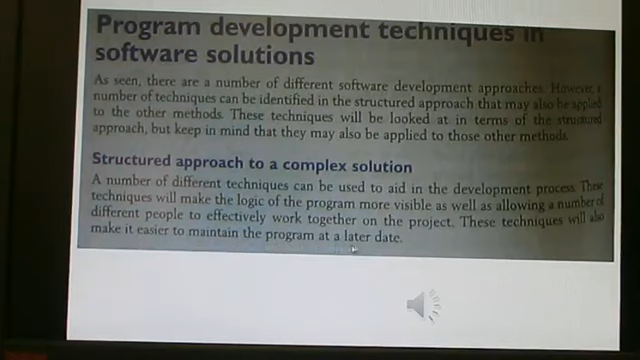 Program development techniques in
software solutions
As seen, there are a number of different software development approaches. However, a
number of techniques can be identified in the structured approach that may also be applied
to the other methods. These techniques will be looked at in terms of the structured
approach, but keep in mind that they may also be applied to those other methods.
Structured approach to a complex solution
A number of different techniques can be used to aid in the development process. These
techniques will make the logic of the program more visible as well as allowing a number of
different people to effectively work together on the project. These techniques will also
make it easier to maintain the program at a later date.